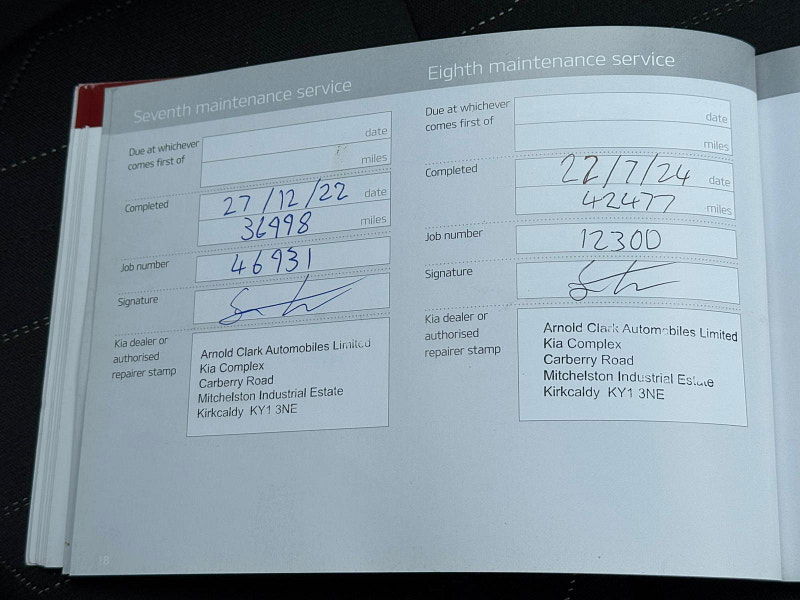 Seventh maintenance service
Due at whichever
comes first of
date
miles
Completed
27/12/22 date
36998 miles
Job number
46931
Signature
Kia dealer or
authorised
repairer stamp
Arnold Clark Automobiles Limited
Kia Complex
Carberry Road
Mitchelston Industrial Estate
Kirkcaldy KY1 3NE
18
Eighth maintenance service
Due at whichever
comes first of
date
miles
Completed
22/7/24 date
42477 miles
Job number
12300
Signature
Kia dealer or
authorised
repairer stamp
Arnold Clark Automobiles Limited
Kia Complex
Carberry Road
Mitchelston Industrial Estate
Kirkcaldy KY1 3NE